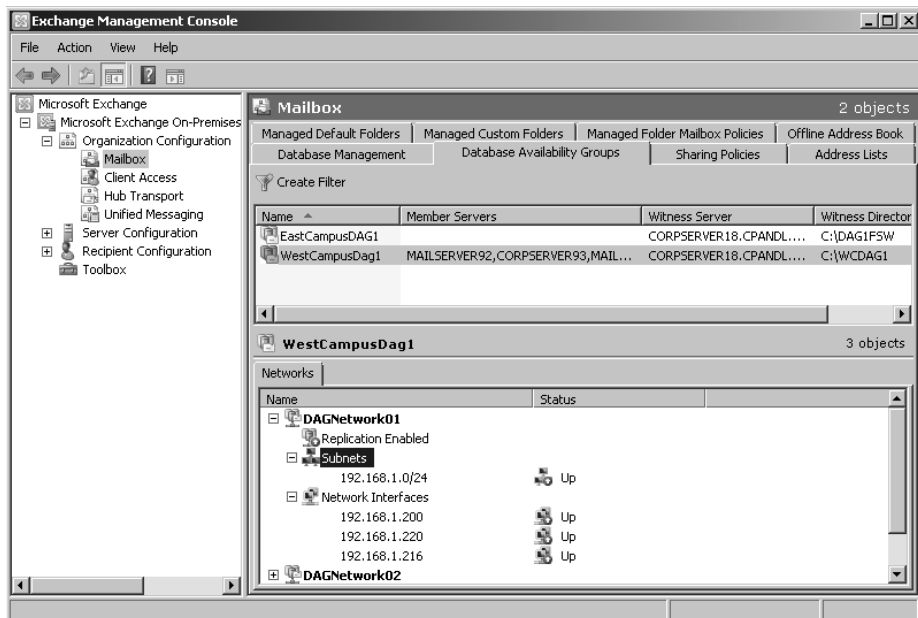 Exchange Management Console
File Action View Help
Microsoft Exchange
Microsoft Exchange On-Premises
Organization Configuration
Mailbox
Client Access
Hub Transport
Unified Messaging
Server Configuration
Recipient Configuration
Toolbox
Mailbox 2 objects
Managed Default Folders Managed Custom Folders Managed Folder Mailbox Policies Offline Address Book
Database Management Database Availability Groups Sharing Policies Address Lists
Create Filter
Name Member Servers Witness Server Witness Director
EastCampusDAG1 CORPSERVER18.CPANDL.... C:\DAG1FSW
WestCampusDag1 MAILSERVER92,CORPSERVER93,MAIL... CORPSERVER18.CPANDL.... C:\WCDAG1
WestCampusDag1 3 objects
Networks
Name Status
DAGNetwork01
Replication Enabled
Subnets
192.168.1.0/24 Up
Network Interfaces
192.168.1.200 Up
192.168.1.220 Up
192.168.1.216 Up
DAGNetwork02